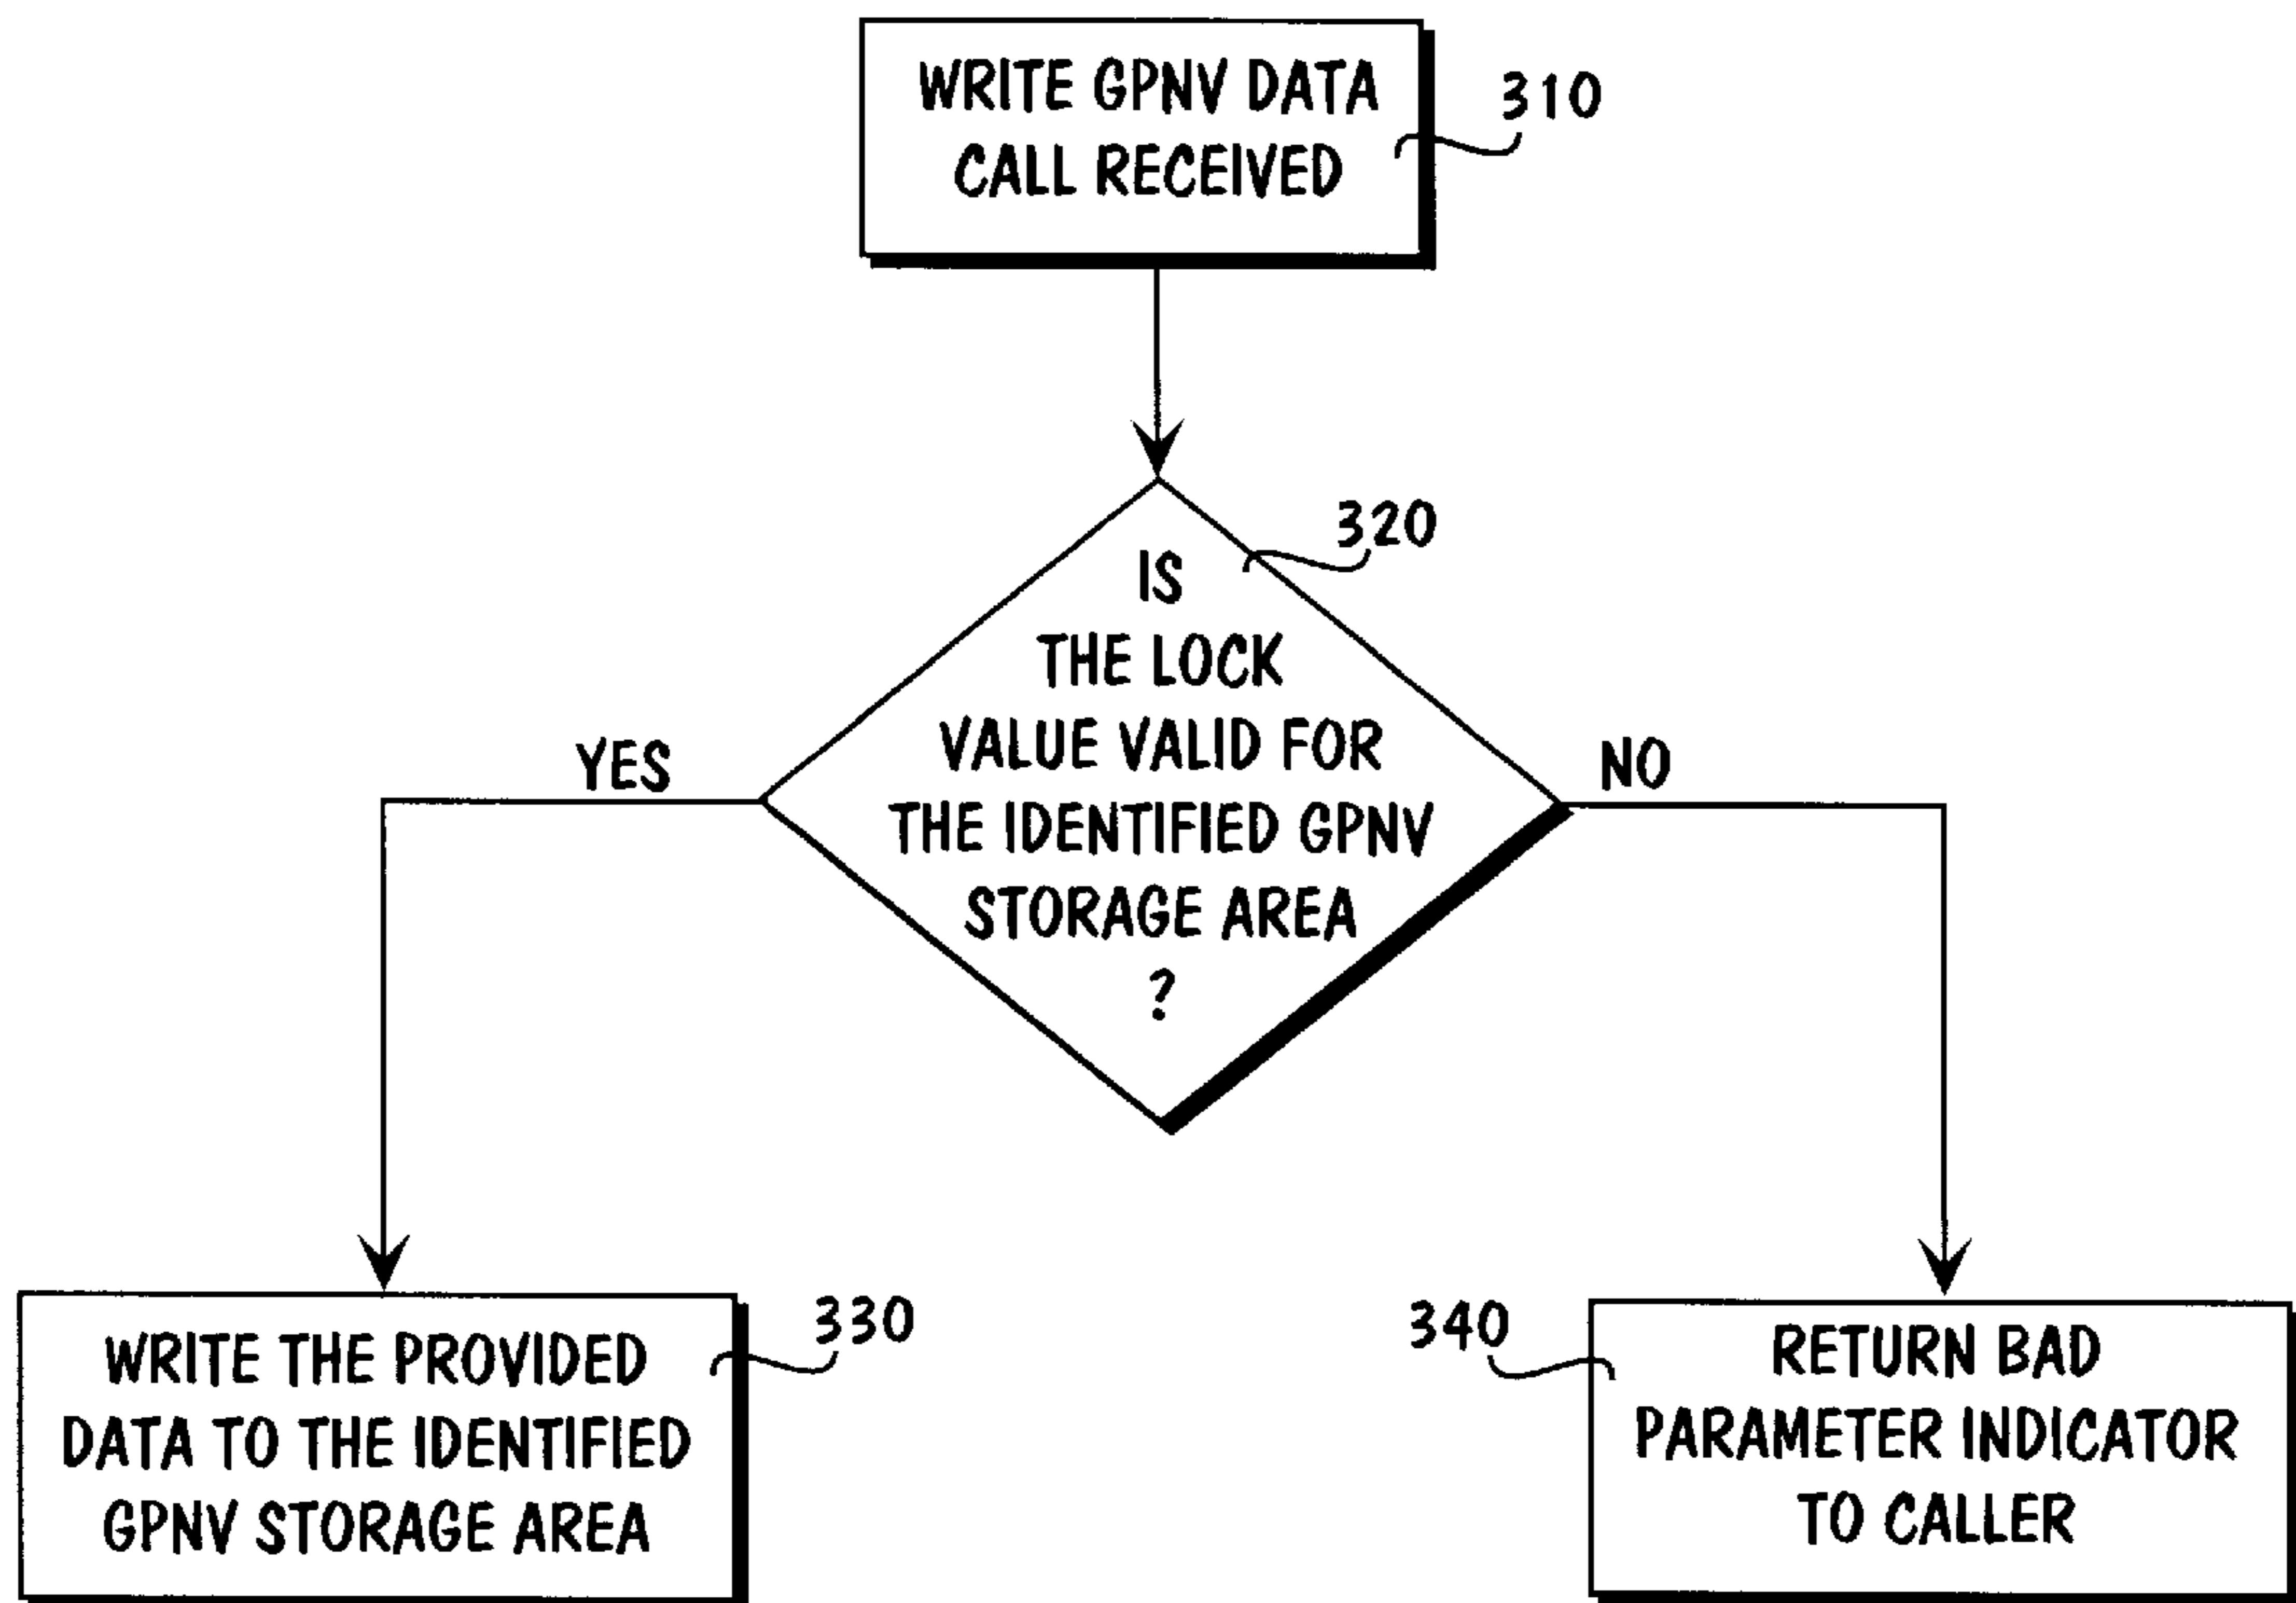 WRITE GPNV DATA
CALL RECEIVED
310
320
IS
THE LOCK
VALUE VALID FOR
THE IDENTIFIED GPNV
STORAGE AREA
?
YES
NO
WRITE THE PROVIDED
DATA TO THE IDENTIFIED
GPNV STORAGE AREA
330
340
RETURN BAD
PARAMETER INDICATOR
TO CALLER